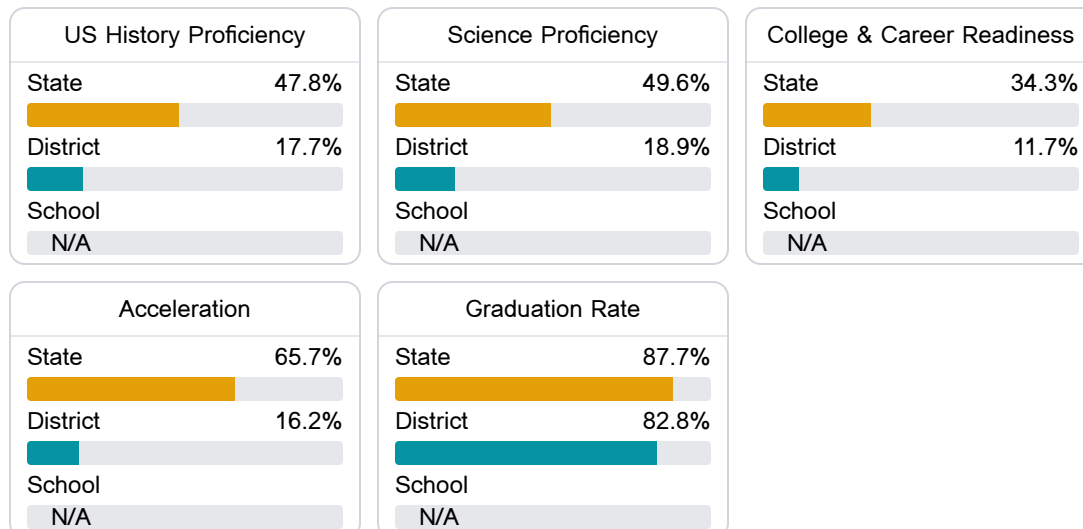 US History Proficiency
State 47.8%
District 17.7%
School
N/A
Science Proficiency
State 49.6%
District 18.9%
School
N/A
College & Career Readiness
State 34.3%
District 11.7%
School
N/A
Acceleration
State 65.7%
District 16.2%
School
N/A
Graduation Rate
State 87.7%
District 82.8%
School
N/A